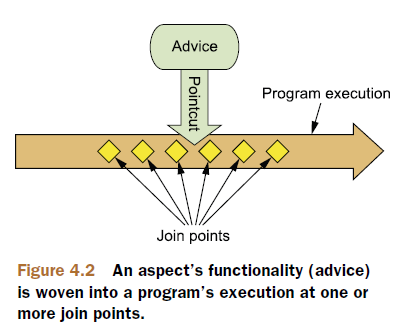 Advice
Pointcut
Program execution
Join points
Figure 4.2 An aspect's functionality (advice)
is woven into a program's execution at one or
more join points.